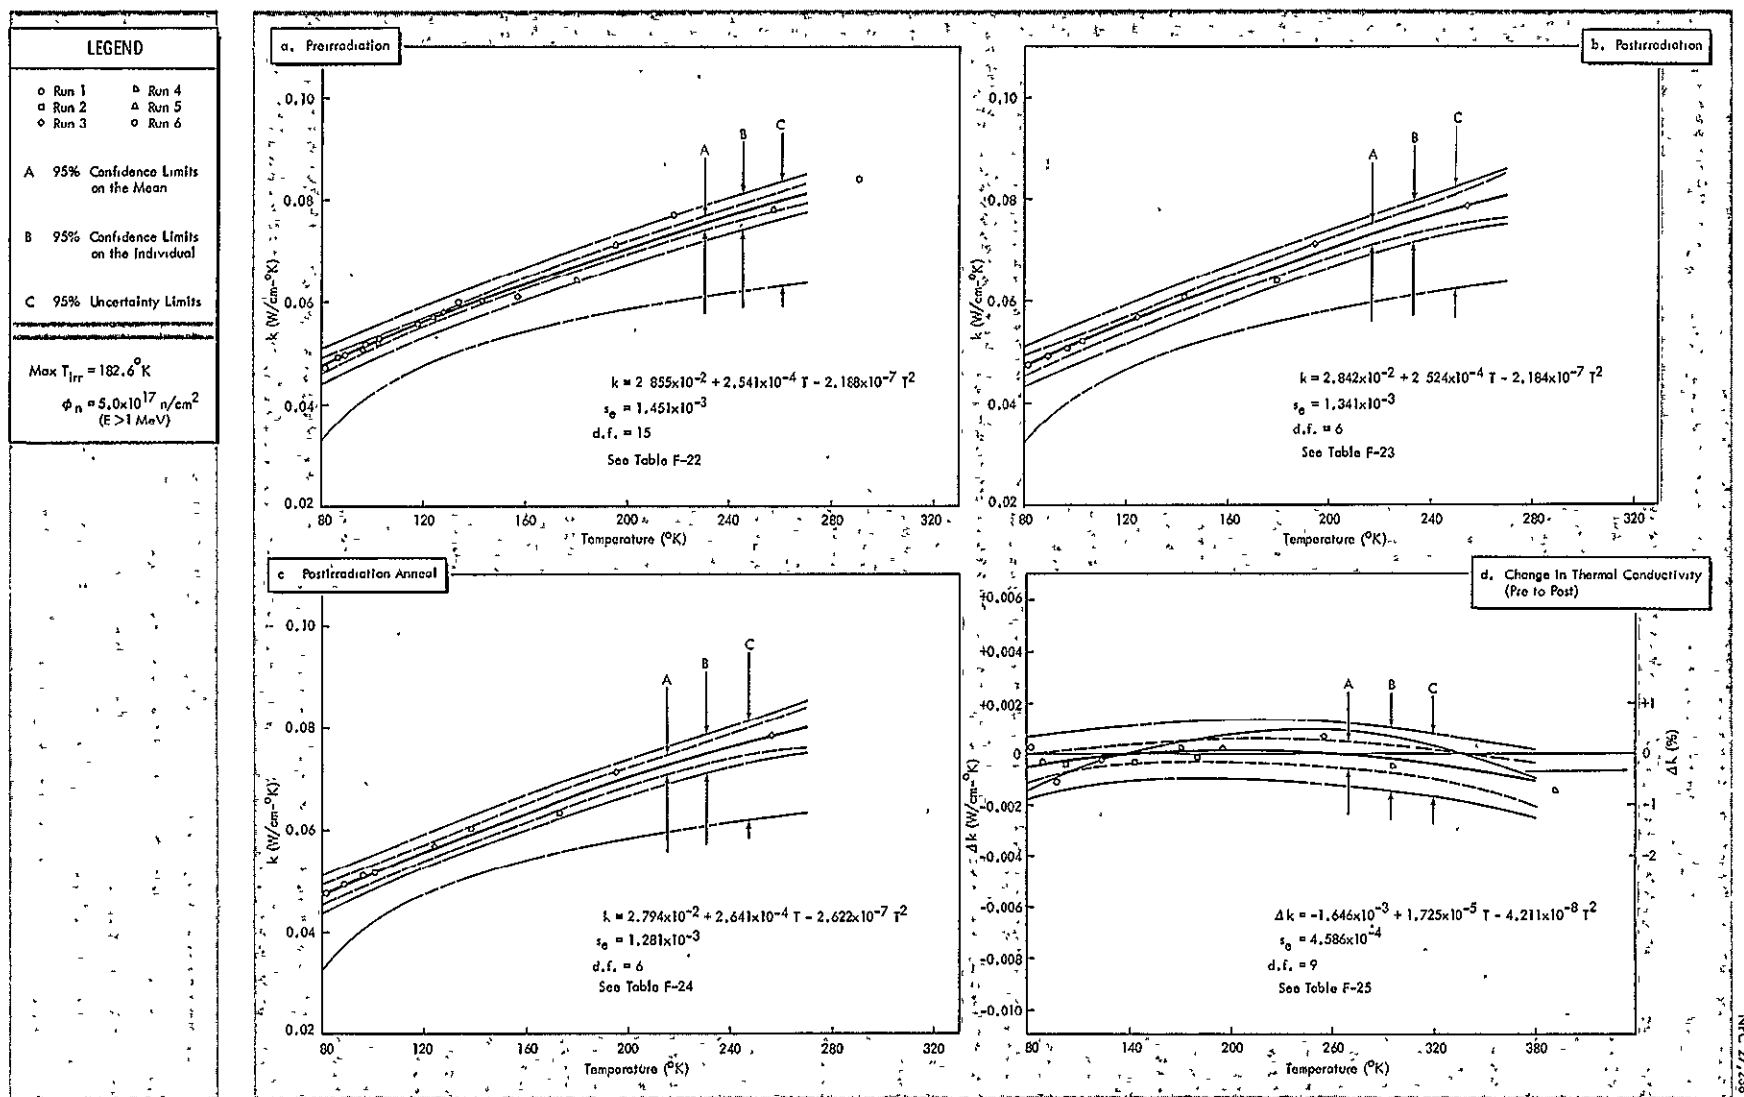 LEGEND
Run 1
Run 2
Run 3
Run 4
Run 5
Run 6
A 95% Confidence Limits
on the Mean
B 95% Confidence Limits
on the Individual
C 95% Uncertainty Limits
Max T Irr = 182.6°K
ϕn = 5.0x10^17 n/cm^2
(E >1 MeV)
a. Preirradiation
0.10
0.08
0.06
0.04
0.02
k (W/cm-°K)
A
B
C
k = 2 855x10^-2 + 2.541x10^-4 T - 2.188x10^-7 T^2
s_e = 1.451x10^-3
d.f. = 15
See Table F-22
80 120 160 200 240 280 320
Temperature (°K)
b. Postirradiation
0.10
0.08
0.06
0.04
0.02
k (W/cm-°K)
A
B
C
k = 2.842x10^-2 + 2 524x10^-4 T - 2.164x10^-7 T^2
s_e = 1.341x10^-3
d.f. = 6
See Table F-23
80 120 160 200 240 280 320
Temperature (°K)
c Postirradiation Anneal
0.10
0.08
0.06
0.04
0.02
k (W/cm-°K)
A
B
C
k = 2.794x10^-2 + 2.641x10^-4 T - 2.622x10^-7 T^2
s_e = 1.281x10^-3
d.f. = 6
See Table F-24
80 120 160 200 240 280 320
Temperature (°K)
d. Change in Thermal Conductivity
(Pre to Post)
+0.006
+0.004
+0.002
0
-0.002
-0.004
-0.006
-0.008
-0.010
Δk (W/cm-°K)
A
B
C
+1
0
-1
-2
Δk (%)
Δk = -1.646x10^-3 + 1.725x10^-5 T - 4.211x10^-8 T^2
s_e = 4.586x10^-4
d.f. = 9
See Table F-25
80 140 200 260 320 380
Temperature (°K)